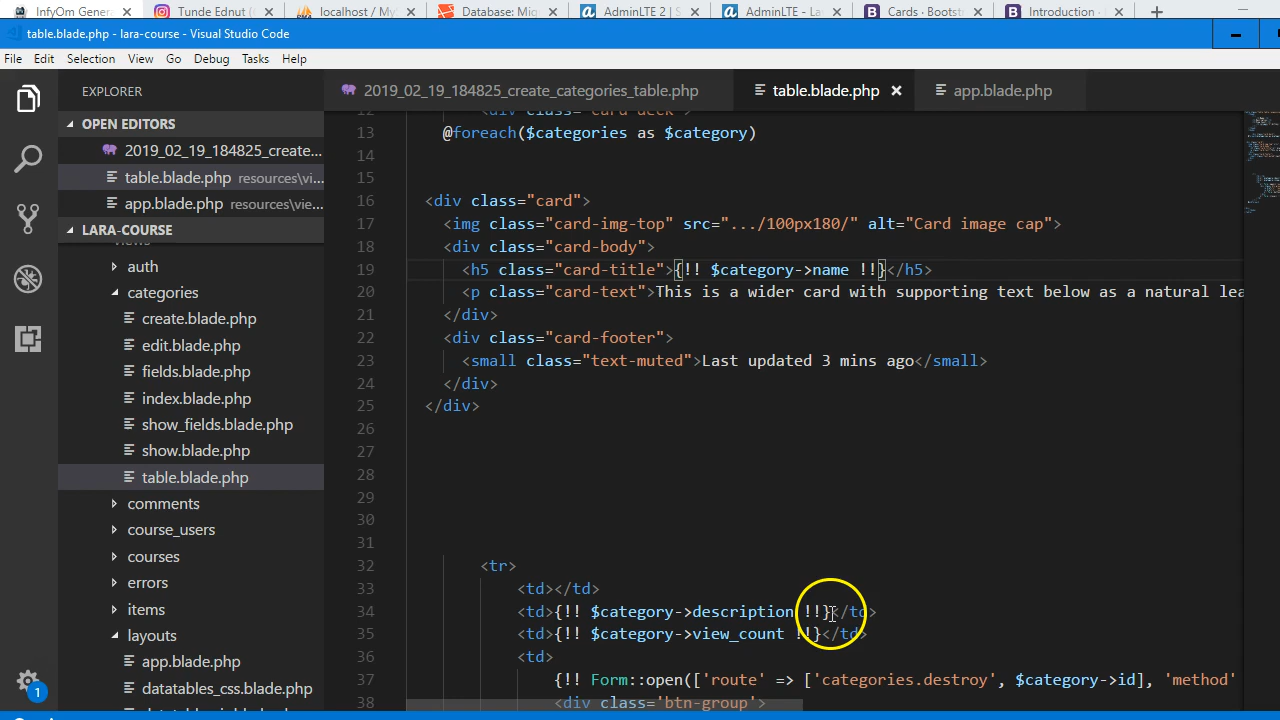 InfyOm Gener
Tunde Ednut (
localhost / My
Database: Mig
AdminLTE 2 | S
AdminLTE - La
Cards · Bootst
Introduction · 
table.blade.php - lara-course - Visual Studio Code
File Edit Selection View Go Debug Tasks Help
EXPLORER
2019_02_19_184825_create_categories_table.php
table.blade.php
app.blade.php
OPEN EDITORS
2019_02_19_184825_create...
table.blade.php resources\vi...
app.blade.php resources\vie...
LARA-COURSE
views
auth
categories
create.blade.php
edit.blade.php
fields.blade.php
index.blade.php
show_fields.blade.php
show.blade.php
table.blade.php
comments
course_users
courses
errors
items
layouts
app.blade.php
datatables_css.blade.php
1
12 <div class="card-deck">
13 @foreach($categories as $category)
14
15
16 <div class="card">
17 <img class="card-img-top" src=".../100px180/" alt="Card image cap">
18 <div class="card-body">
19 <h5 class="card-title">{!! $category->name !!}</h5>
20 <p class="card-text">This is a wider card with supporting text below as a natural lea
21 </div>
22 <div class="card-footer">
23 <small class="text-muted">Last updated 3 mins ago</small>
24 </div>
25 </div>
26
27
28
29
30
31
32 <tr>
33 <td></td>
34 <td>{!! $category->description !!}</td>
35 <td>{!! $category->view_count !!}</td>
36 <td>
37 {!! Form::open(['route' => ['categories.destroy', $category->id], 'method'
38 <div class='btn-group'>